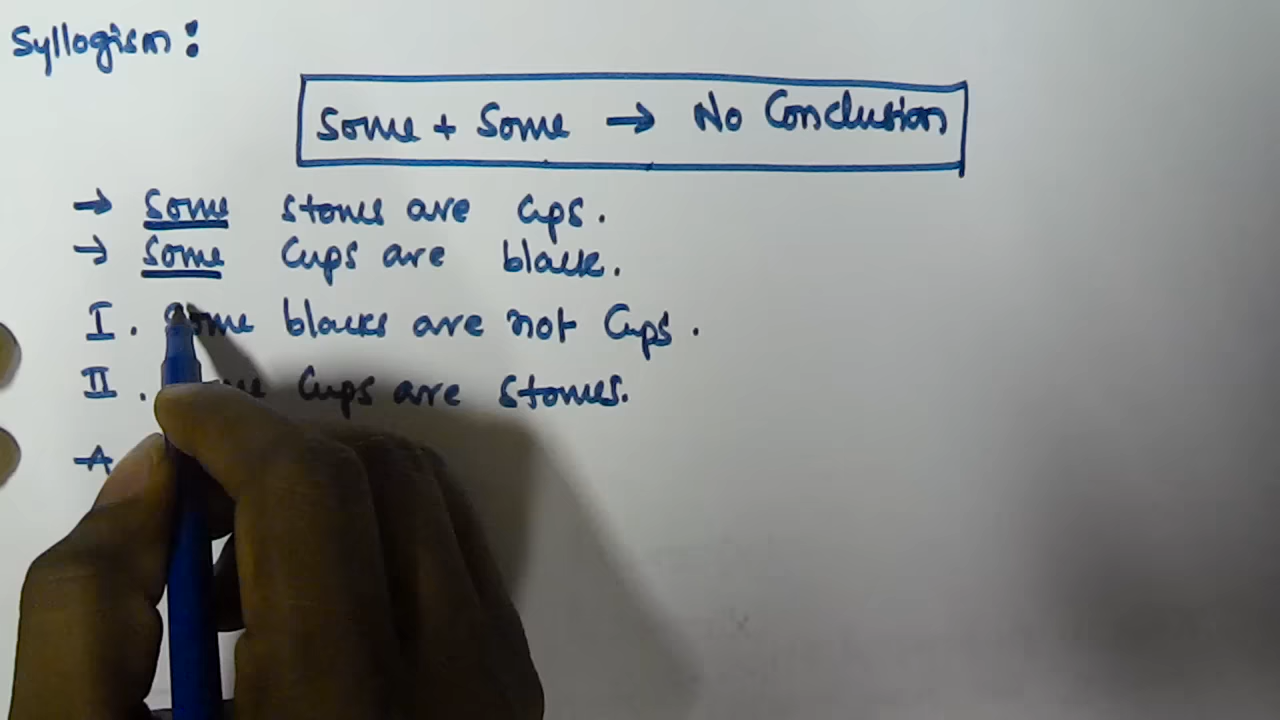 Syllogism:
Some + Some → No Conclusion
→ Some stones are cups.
→ Some Cups are black.
I. Some blacks are not Cups.
II. Cups are stones.
A